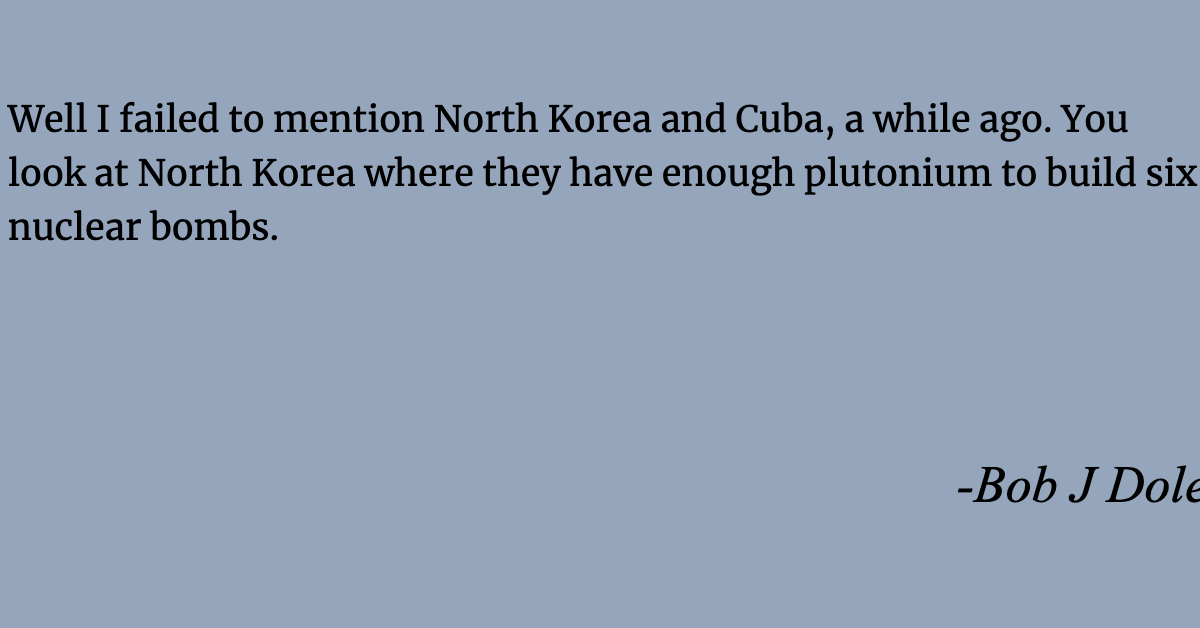 Well I failed to mention North Korea and Cuba, a while ago. You
look at North Korea where they have enough plutonium to build six
nuclear bombs.
-Bob J Dole